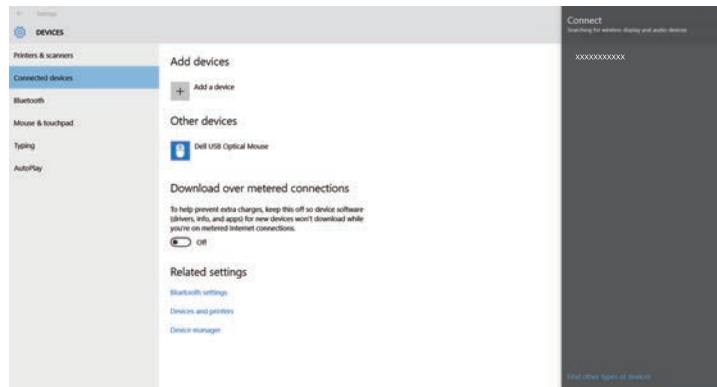 Settings
DEVICES
Printers & scanners
Connected devices
Bluetooth
Mouse & touchpad
Typing
AutoPlay
Add devices
Add a device
Other devices
Dell USB Optical Mouse
Download over metered connections
To help prevent extra charges, keep this off so device software
(drivers, info, and apps) for new devices won't download while
you're on metered Internet connections.
Off
Related settings
Bluetooth settings
Devices and printers
Device manager
Connect
Searching for wireless display and audio devices
xxxxxxxxxxx
Find other types of devices